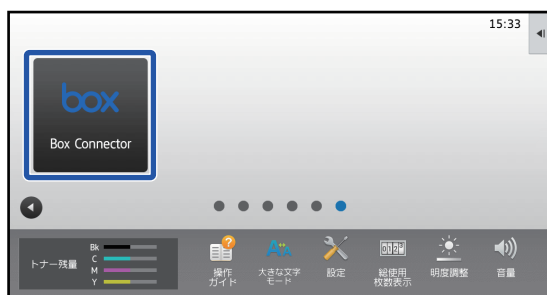 15:33
box
Box Connector
トナー残量
Bk
C
M
Y
操作
ガイド
大きな文字
モード
設定
総使用
枚数表示
明度調整
音量